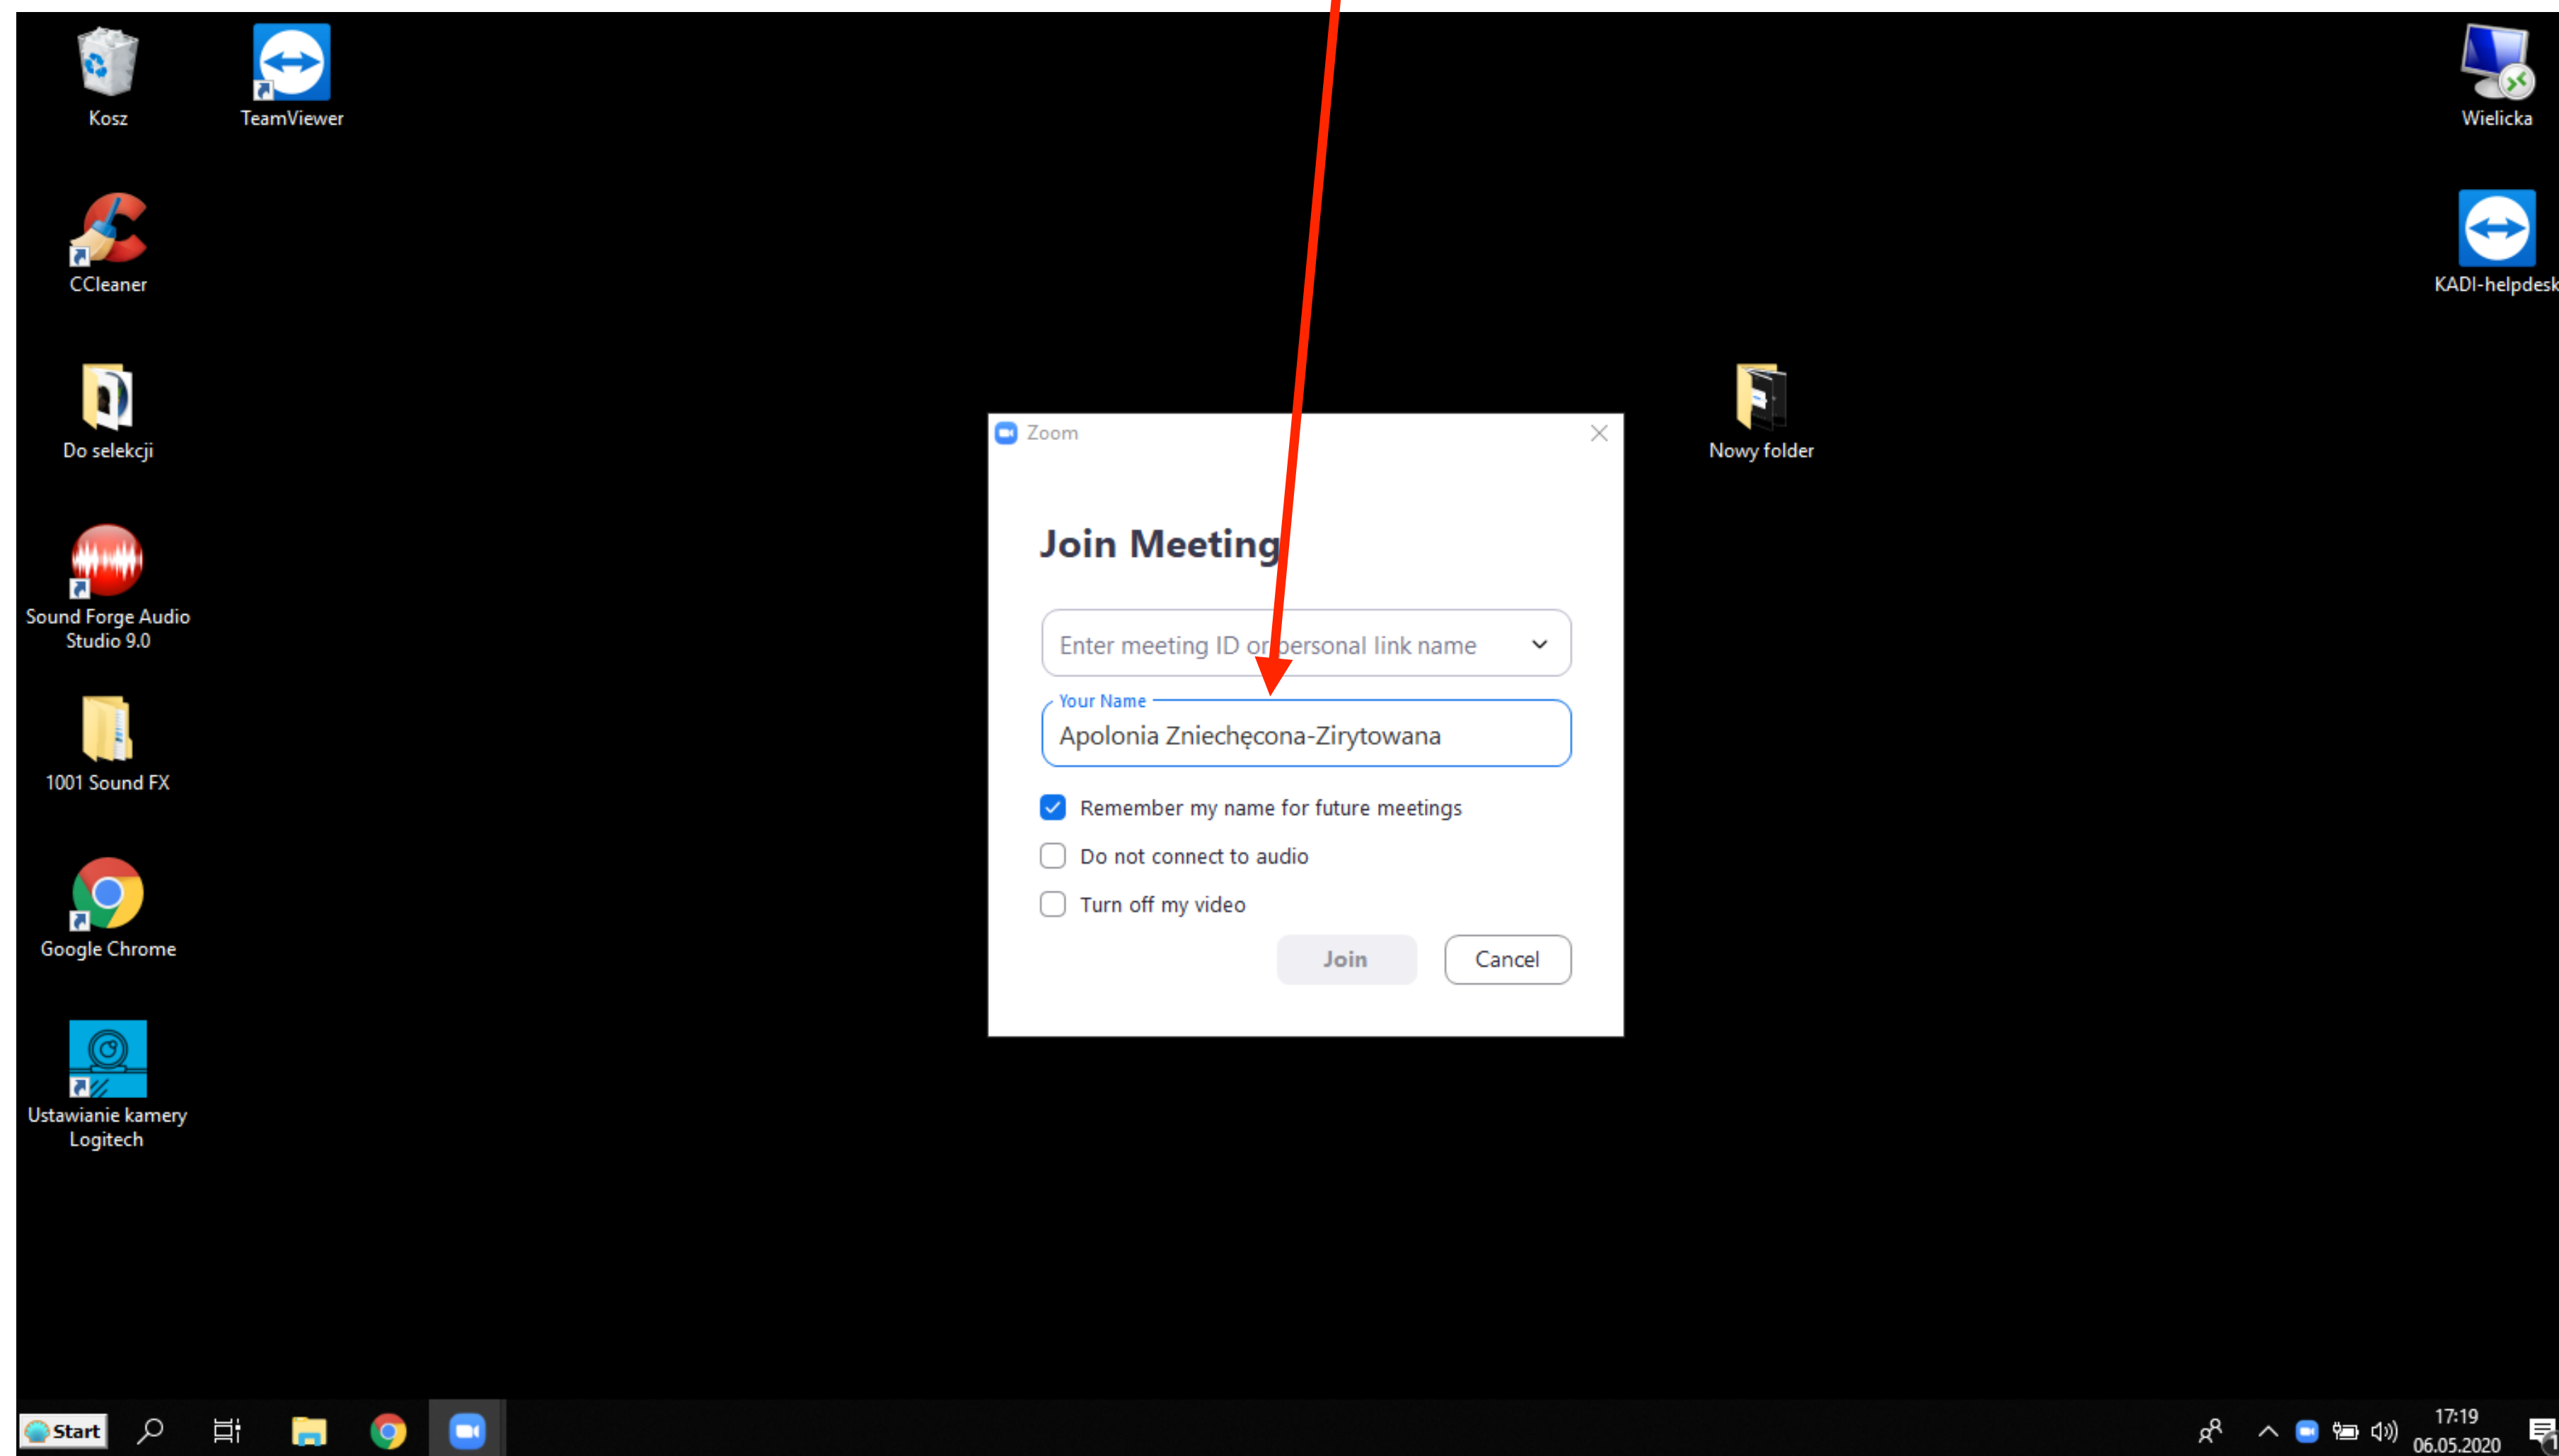 Kosz
TeamViewer
Wielicka
CCleaner
KADI-helpdesk
Do selekcji
Nowy folder
Sound Forge Audio
Studio 9.0
1001 Sound FX
Google Chrome
Ustawianie kamery
Logitech
Zoom
Join Meeting
Enter meeting ID or personal link name
Your Name
Apolonia Zniechęcona-Zirytowana
Remember my name for future meetings
Do not connect to audio
Turn off my video
Join
Cancel
Start
17:19
06.05.2020
1